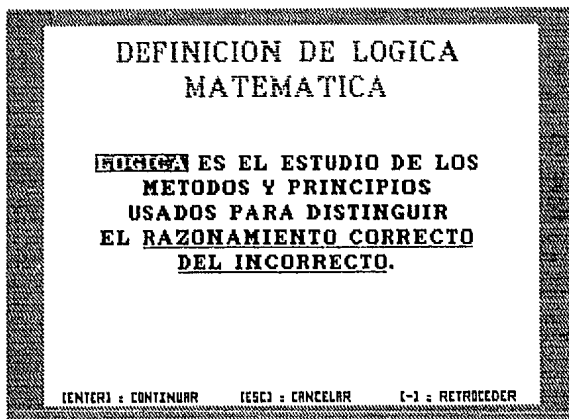 DEFINICION DE LOGICA
MATEMATICA
LOGICA ES EL ESTUDIO DE LOS
METODOS Y PRINCIPIOS
USADOS PARA DISTINGUIR
EL RAZONAMIENTO CORRECTO
DEL INCORRECTO.
[ENTER] : CONTINUAR [ESC] : CANCELAR [-] : RETROCEDER